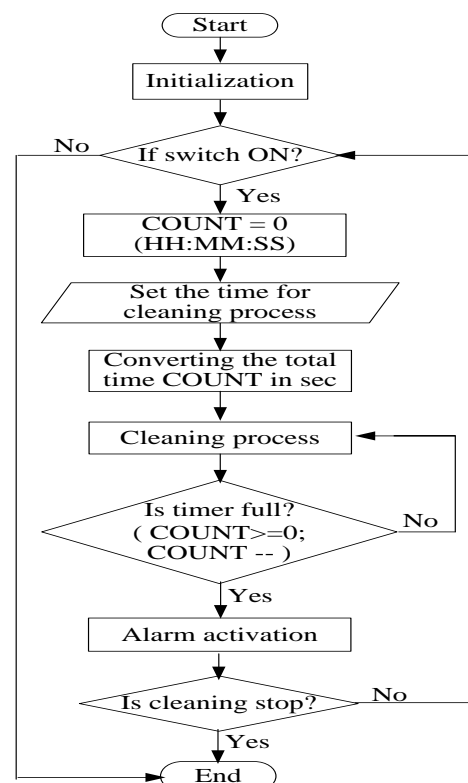 Start
Initialization
No
If switch ON?
Yes
COUNT = 0
(HH:MM:SS)
Set the time for
cleaning process
Converting the total
time COUNT in sec
Cleaning process
Is timer full?
( COUNT>=0;
COUNT -- )
No
Yes
Alarm activation
Is cleaning stop?
No
Yes
End